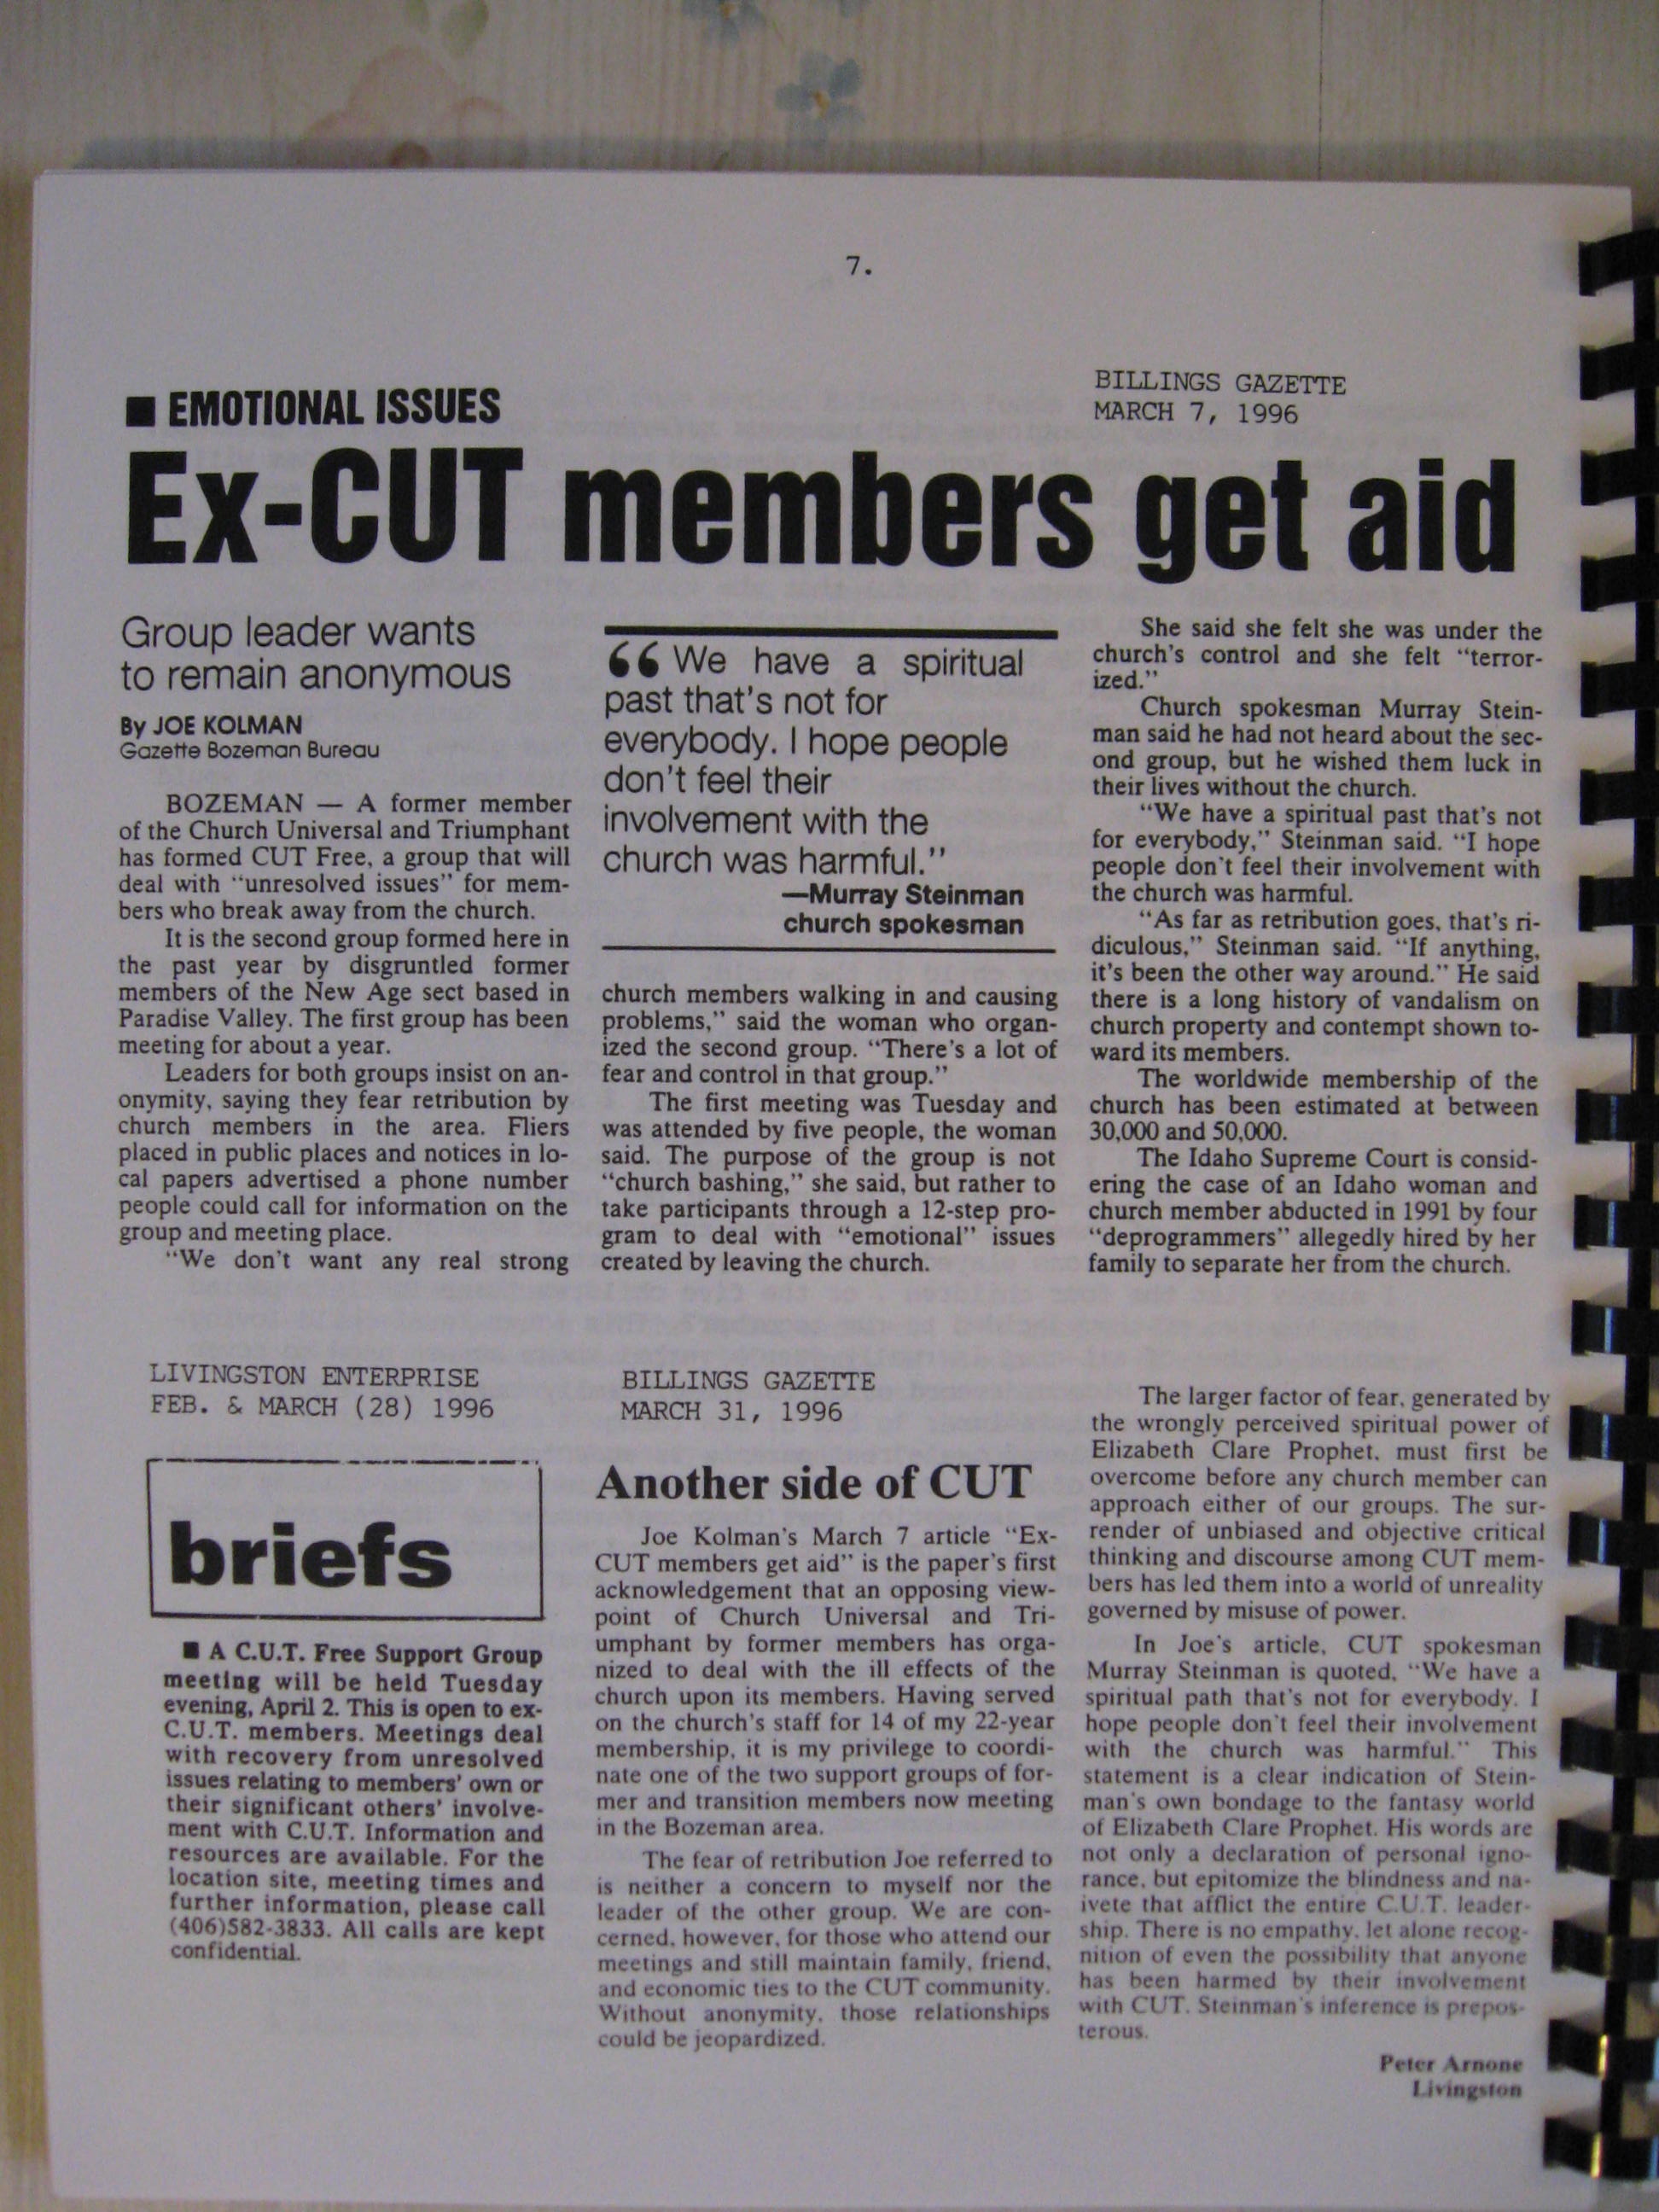 7.
BILLINGS GAZETTE
MARCH 7, 1996
■ EMOTIONAL ISSUES
Ex-CUT members get aid
Group leader wants
to remain anonymous
By JOE KOLMAN
Gazette Bozeman Bureau
BOZEMAN — A former member
of the Church Universal and Triumphant
has formed CUT Free, a group that will
deal with “unresolved issues” for mem-
bers who break away from the church.
It is the second group formed here in
the past year by disgruntled former
members of the New Age sect based in
Paradise Valley. The first group has been
meeting for about a year.
Leaders for both groups insist on an-
onymity, saying they fear retribution by
church members in the area. Fliers
placed in public places and notices in lo-
cal papers advertised a phone number
people could call for information on the
group and meeting place.
“We don't want any real strong
“We have a spiritual
past that's not for
everybody. I hope people
don't feel their
involvement with the
church was harmful.”
—Murray Steinman
church spokesman
church members walking in and causing
problems,” said the woman who organ-
ized the second group. “There's a lot of
fear and control in that group.”
The first meeting was Tuesday and
was attended by five people, the woman
said. The purpose of the group is not
“church bashing,” she said, but rather to
take participants through a 12-step pro-
gram to deal with “emotional” issues
created by leaving the church.
She said she felt she was under the
church's control and she felt “terror-
ized.”
Church spokesman Murray Stein-
man said he had not heard about the sec-
ond group, but he wished them luck in
their lives without the church.
“We have a spiritual past that's not
for everybody,” Steinman said. “I hope
people don't feel their involvement with
the church was harmful.
“As far as retribution goes, that's ri-
diculous,” Steinman said. “If anything,
it's been the other way around.” He said
there is a long history of vandalism on
church property and contempt shown to-
ward its members.
The worldwide membership of the
church has been estimated at between
30,000 and 50,000.
The Idaho Supreme Court is consid-
ering the case of an Idaho woman and
church member abducted in 1991 by four
“deprogrammers” allegedly hired by her
family to separate her from the church.
LIVINGSTON ENTERPRISE
FEB. & MARCH (28) 1996
briefs
■ A C.U.T. Free Support Group
meeting will be held Tuesday
evening, April 2. This is open to ex-
C.U.T. members. Meetings deal
with recovery from unresolved
issues relating to members' own or
their significant others' involve-
ment with C.U.T. Information and
resources are available. For the
location site, meeting times and
further information, please call
(406)582-3833. All calls are kept
confidential.
BILLINGS GAZETTE
MARCH 31, 1996
Another side of CUT
Joe Kolman's March 7 article “Ex-
CUT members get aid” is the paper's first
acknowledgement that an opposing view-
point of Church Universal and Tri-
umphant by former members has orga-
nized to deal with the ill effects of the
church upon its members. Having served
on the church's staff for 14 of my 22-year
membership, it is my privilege to coordi-
nate one of the two support groups of for-
mer and transition members now meeting
in the Bozeman area.
The fear of retribution Joe referred to
is neither a concern to myself nor the
leader of the other group. We are con-
cerned, however, for those who attend our
meetings and still maintain family, friend,
and economic ties to the CUT community.
Without anonymity, those relationships
could be jeopardized.
The larger factor of fear, generated by
the wrongly perceived spiritual power of
Elizabeth Clare Prophet, must first be
overcome before any church member can
approach either of our groups. The sur-
render of unbiased and objective critical
thinking and discourse among CUT mem-
bers has led them into a world of unreality
governed by misuse of power.
In Joe's article, CUT spokesman
Murray Steinman is quoted, “We have a
spiritual path that's not for everybody. I
hope people don't feel their involvement
with the church was harmful.” This
statement is a clear indication of Stein-
man's own bondage to the fantasy world
of Elizabeth Clare Prophet. His words are
not only a declaration of personal igno-
rance, but epitomize the blindness and na-
ivete that afflict the entire C.U.T. leader-
ship. There is no empathy, let alone recog-
nition of even the possibility that anyone
has been harmed by their involvement
with CUT. Steinman's inference is prepos-
terous.
Peter Arnone
Livingston